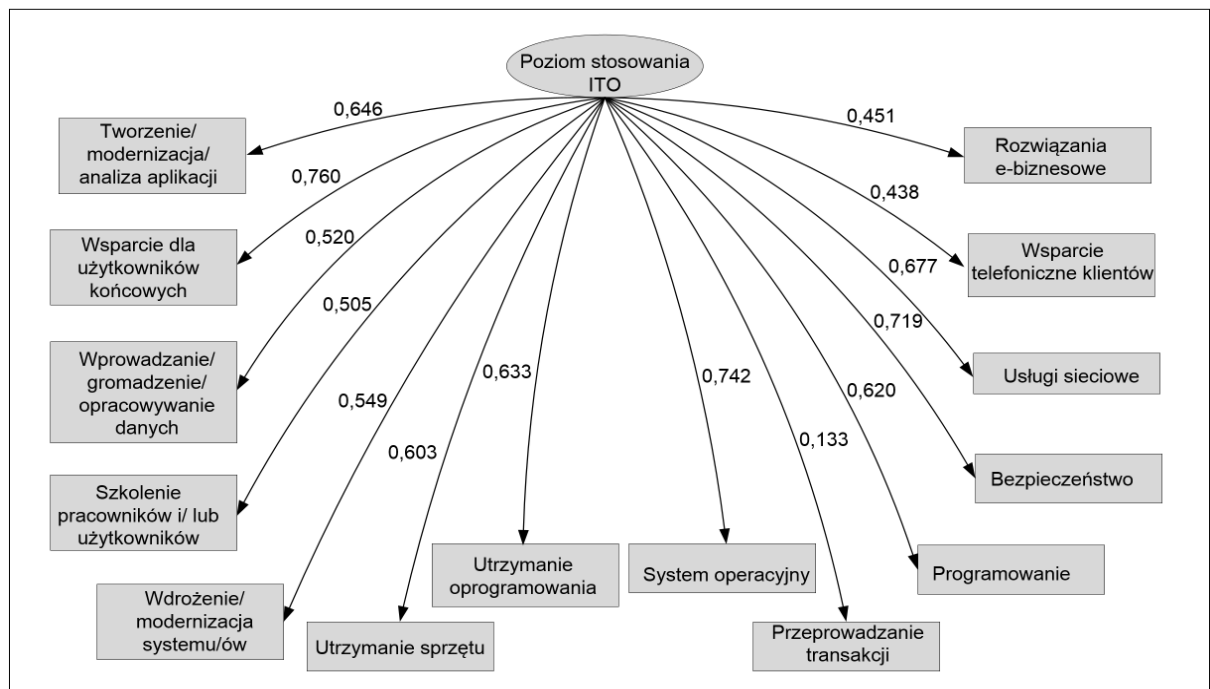 Poziom stosowania
ITO
0,646
0,451
Tworzenie/
modernizacja/
analiza aplikacji
Rozwiązania
e-biznesowe
0,760
0,438
Wsparcie dla
użytkowników
końcowych
0,520
Wsparcie
telefoniczne klientów
0,677
0,505
0,719
Wprowadzanie/
gromadzenie/
opracowywanie
danych
0,633
0,742
Usługi sieciowe
0,549
0,620
0,603
0,133
Szkolenie
pracowników i/ lub
użytkowników
Bezpieczeństwo
Utrzymanie
oprogramowania
System operacyjny
Programowanie
Wdrożenie/
modernizacja
systemu/ów
Utrzymanie sprzętu
Przeprowadzanie
transakcji